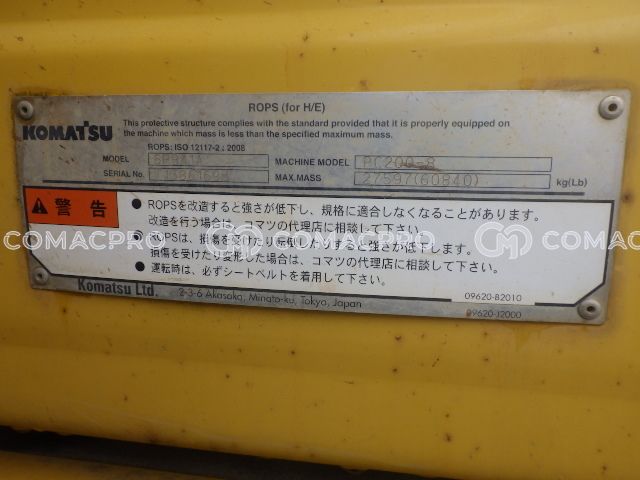 ROPS (for H/E)
KOMATSU
This protective structure complies with the standard provided that it is properly equipped on
the machine which mass is less than the specified maximum mass.
ROPS: ISO 12117-2 : 2008
MODEL MACHINE MODEL PC200-8
SERIAL No. MAX.MASS 27597(60840) kg(Lb)
警告
● ROPSを改造すると強さが低下し、規格に適合しなくなることがあります。
改造を行う場合は、コマツの代理店に相談して下さい。
● ROPSは、損傷を受けたり転倒したりすると強さが低下します。
損傷を受けたり変形した場合は、コマツの代理店に相談して下さい。
● 運転時は、必ずシートベルトを着用して下さい。
Komatsu Ltd.
2-3-6 Akasaka, Minato-ku, Tokyo, Japan
09620-B2010
09620-J2000
COMACPRO COMACPRO COMACPRO